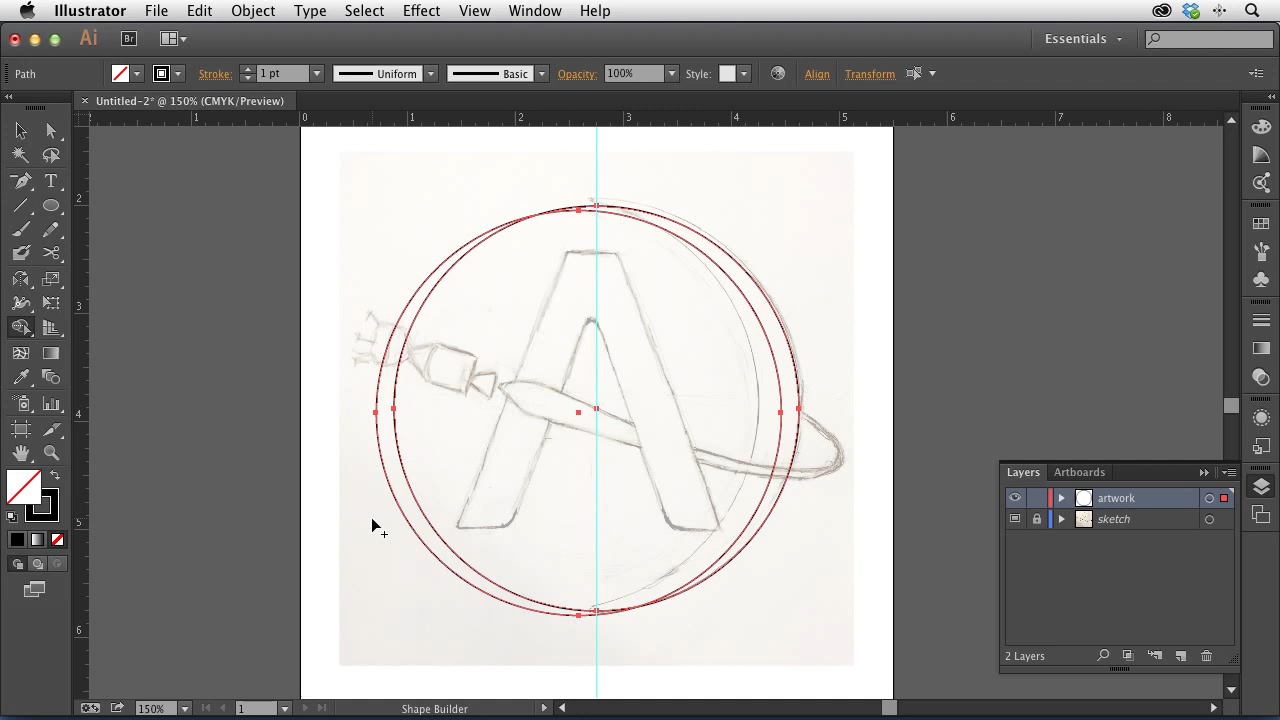 Illustrator File Edit Object Type Select Effect View Window Help
Ai Br Essentials
Path Stroke: 1 pt Uniform Basic Opacity: 100% Style: Align Transform
× Untitled-2* @ 150% (CMYK/Preview)
1 0 1 2 3 4 5 6 7 8
2
3
4
5
6
A
Layers Artboards
artwork
sketch
2 Layers
150% 1 Shape Builder